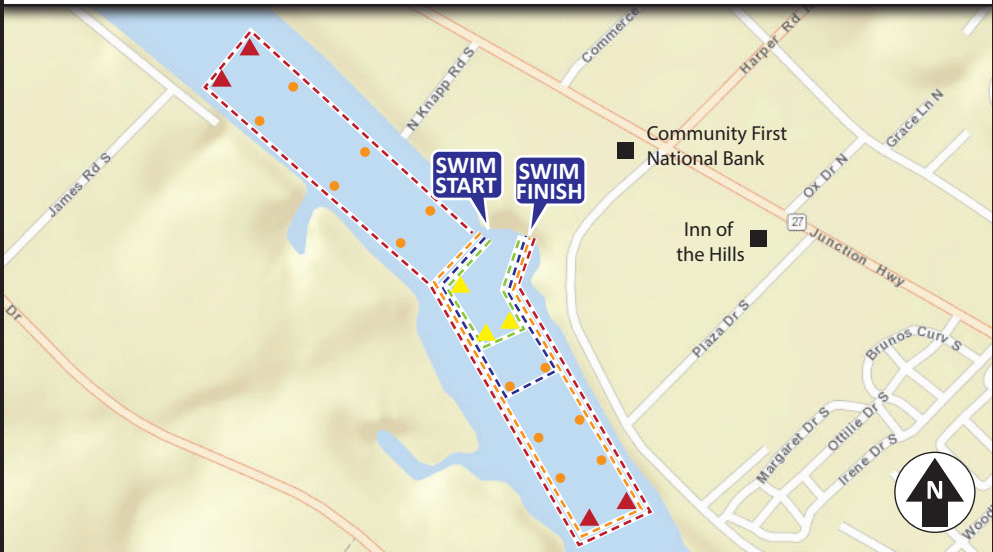 Commerce
Harper Rd
N Knapp Rd S
Grace Ln N
Community First
National Bank
SWIM
START
SWIM
FINISH
James Rd S
Ox Dr N
27
Junction Hwy
Inn of
the Hills
Dr
Plaza Dr S
Brunos Curv S
Margaret Dr S
Ottilie Dr S
Irene Dr S
N
Wood